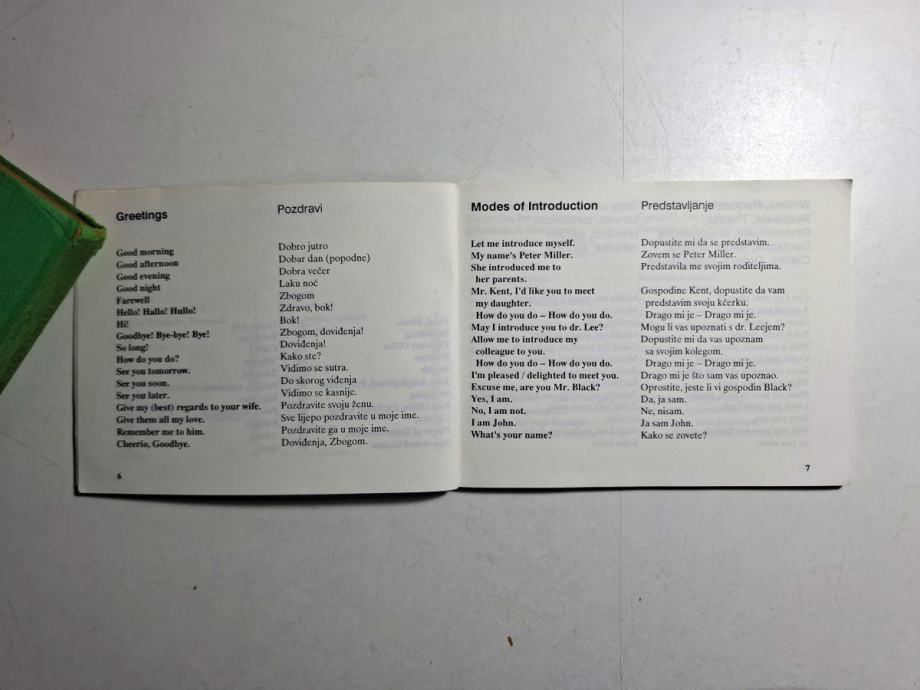 Greetings
Pozdravi
Good morning
Dobro jutro
Good afternoon
Dobar dan (popodne)
Good evening
Dobra večer
Good night
Laku noć
Farewell
Zbogom
Hello! Hallo! Hullo!
Zdravo, bok!
Hi!
Bok!
Goodbye! Bye-bye! Bye!
Zbogom, doviđenja!
So long!
Doviđenja!
How do you do?
Kako ste?
See you tomorrow.
Vidimo se sutra.
See you soon.
Do skorog viđenja
See you later.
Vidimo se kasnije.
Give my (best) regards to your wife.
Pozdravite svoju ženu.
Give them all my love.
Sve lijepo pozdravite u moje ime.
Remember me to him.
Pozdravite ga u moje ime.
Cheerio, Goodbye.
Doviđenja, Zbogom.
6
Modes of Introduction
Predstavljanje
Let me introduce myself.
Dopustite mi da se predstavim.
My name's Peter Miller.
Zovem se Peter Miller.
She introduced me to
her parents.
Predstavila me svojim roditeljima.
Mr. Kent, I'd like you to meet
my daughter.
Gospodine Kent, dopustite da vam
predstavim svoju kćerku.
How do you do – How do you do.
Drago mi je – Drago mi je.
May I introduce you to dr. Lee?
Mogu li vas upoznati s dr. Leejem?
Allow me to introduce my
colleague to you.
Dopustite mi da vas upoznam
sa svojim kolegom.
How do you do – How do you do.
Drago mi je – Drago mi je.
I'm pleased / delighted to meet you.
Drago mi je što sam vas upoznao.
Excuse me, are you Mr. Black?
Oprostite, jeste li vi gospodin Black?
Yes, I am.
Da, ja sam.
No, I am not.
Ne, nisam.
I am John.
Ja sam John.
What's your name?
Kako se zovete?
7